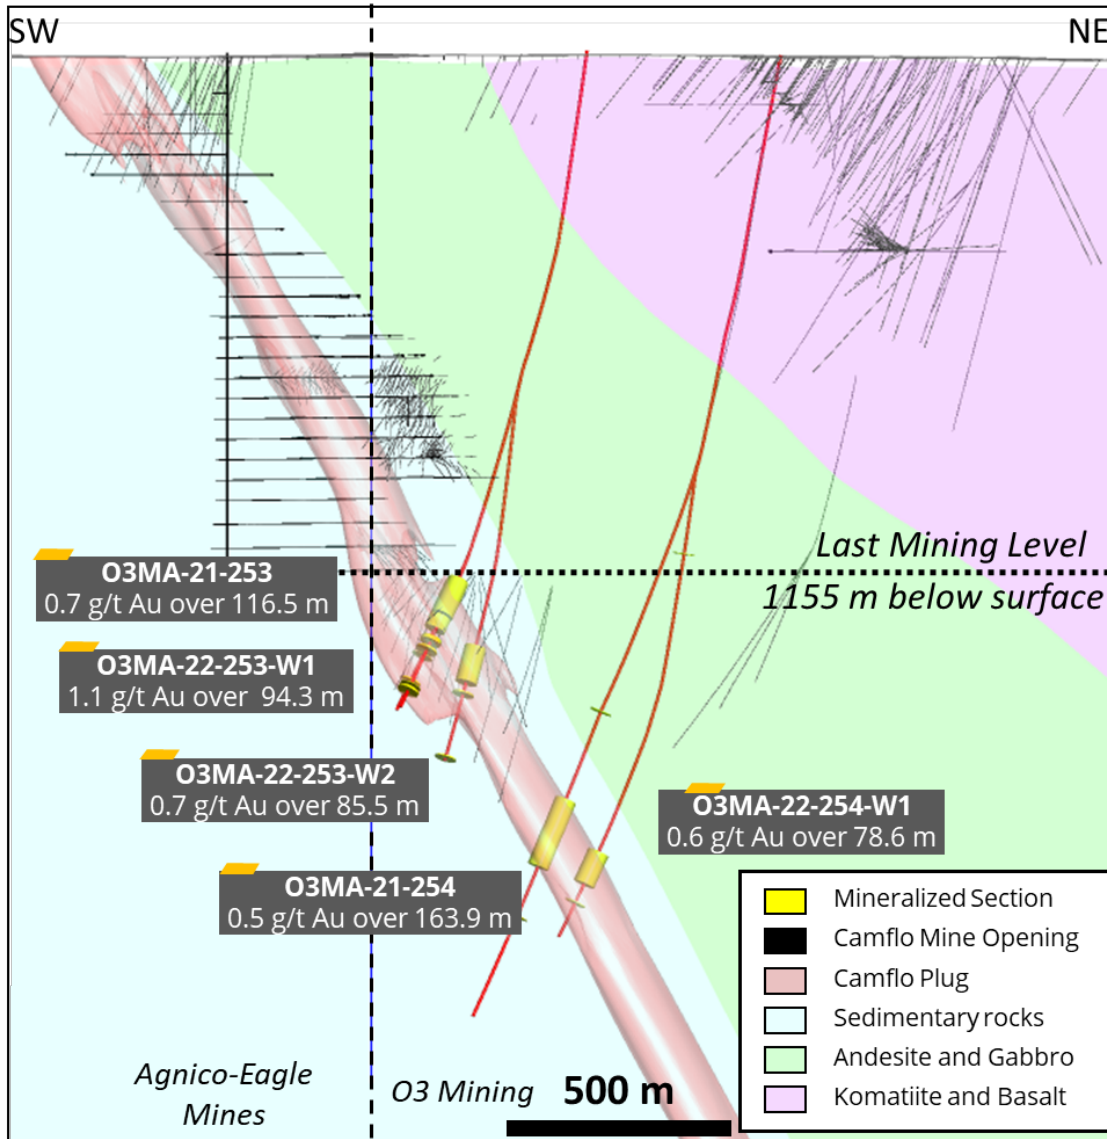 SW
NE
Last Mining Level
1155 m below surface
O3MA-21-253
0.7 g/t Au over 116.5 m
O3MA-22-253-W1
1.1 g/t Au over 94.3 m
O3MA-22-253-W2
0.7 g/t Au over 85.5 m
O3MA-22-254-W1
0.6 g/t Au over 78.6 m
O3MA-21-254
0.5 g/t Au over 163.9 m
Mineralized Section
Camflo Mine Opening
Camflo Plug
Sedimentary rocks
Andesite and Gabbro
Komatiite and Basalt
Agnico-Eagle
Mines
O3 Mining
500 m